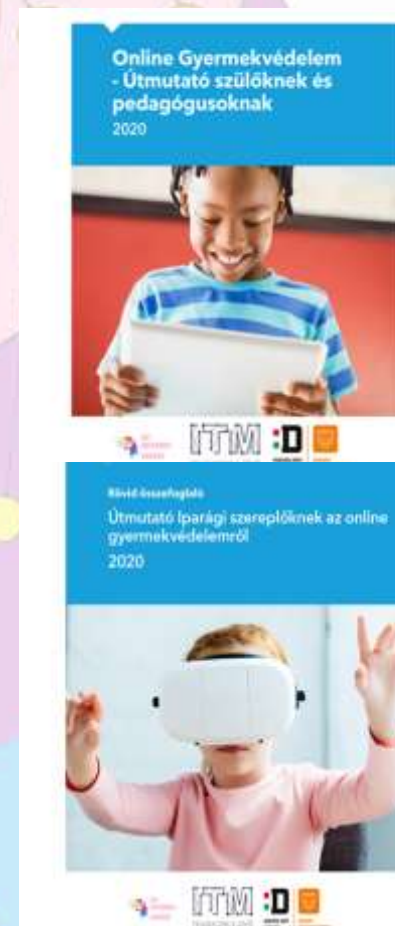 Online Gyermekvédelem
- Útmutató szülőknek és
pedagógusoknak
2020
ITM :D
Rövid összefoglaló
Útmutató Iparági szereplőknek az online
gyermekvédelemről
2020
ITM :D